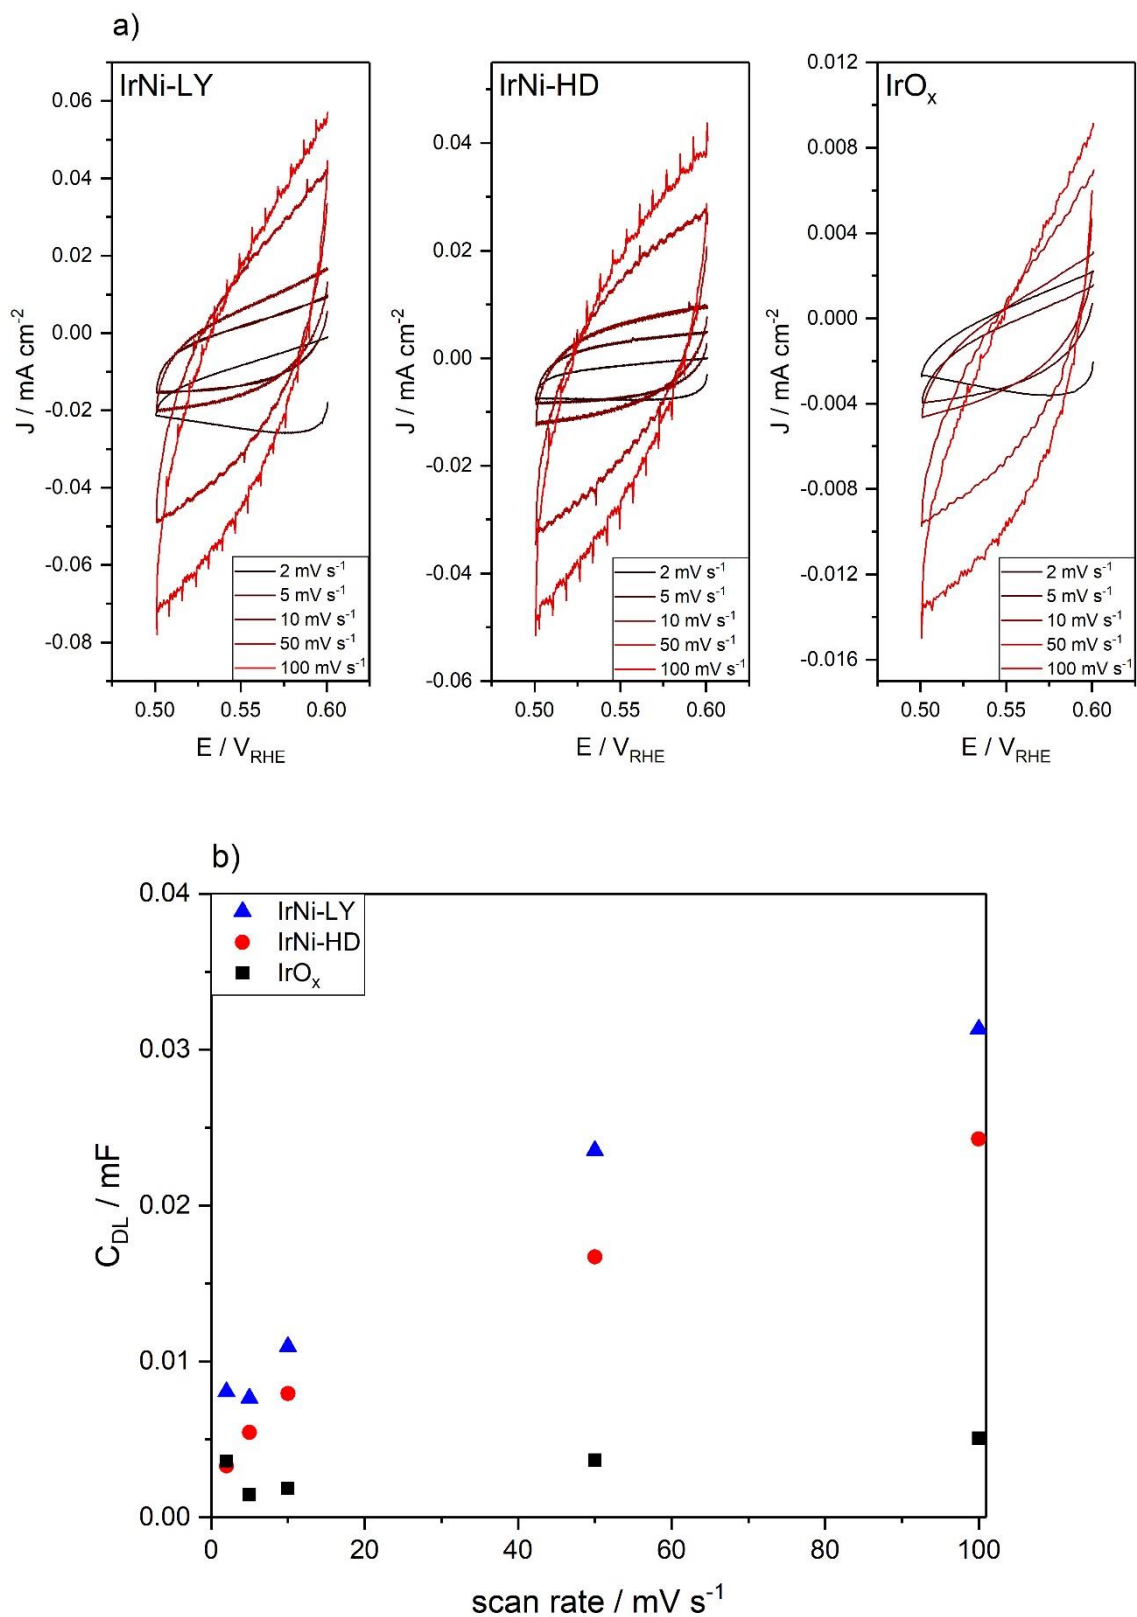 a)
IrNi-LY
0.06
0.04
0.02
0.00
-0.02
-0.04
-0.06
-0.08
J / mA cm⁻²
2 mV s⁻¹
5 mV s⁻¹
10 mV s⁻¹
50 mV s⁻¹
100 mV s⁻¹
0.50 0.55 0.60
E / V_RHE
IrNi-HD
0.04
0.02
0.00
-0.02
-0.04
-0.06
J / mA cm⁻²
2 mV s⁻¹
5 mV s⁻¹
10 mV s⁻¹
50 mV s⁻¹
100 mV s⁻¹
0.50 0.55 0.60
E / V_RHE
IrOₓ
0.012
0.008
0.004
0.000
-0.004
-0.008
-0.012
-0.016
J / mA cm⁻²
2 mV s⁻¹
5 mV s⁻¹
10 mV s⁻¹
50 mV s⁻¹
100 mV s⁻¹
0.50 0.55 0.60
E / V_RHE
b)
IrNi-LY
IrNi-HD
IrOₓ
0.04
0.03
0.02
0.01
0.00
C_DL / mF
0 20 40 60 80 100
scan rate / mV s⁻¹